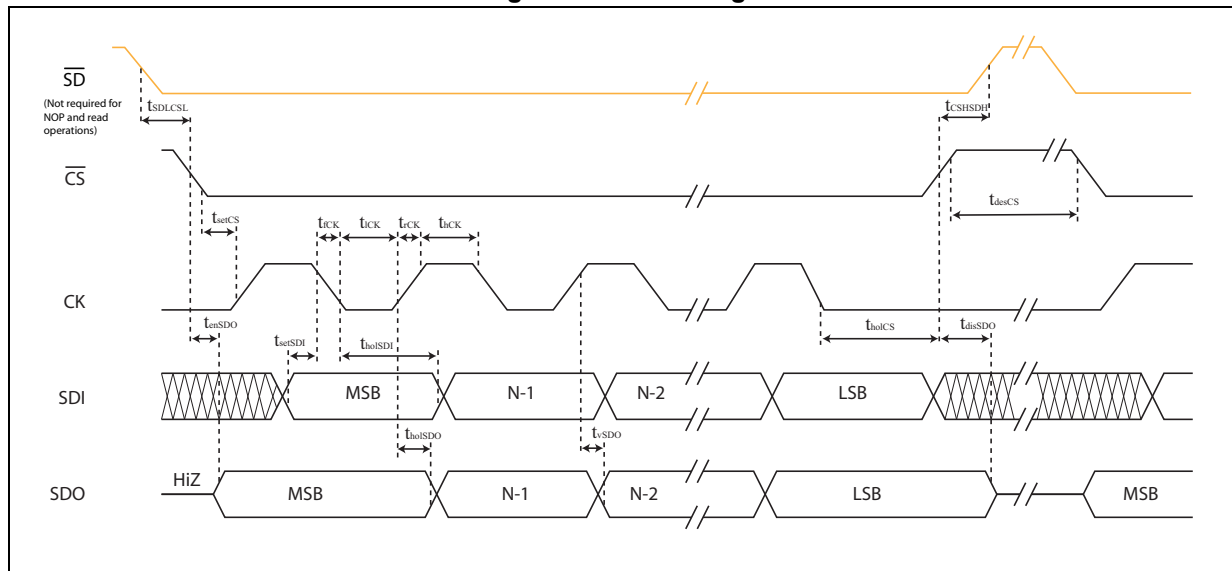 SD
(Not required for
NOP and read
operations)
tSDLCSL
tCSHSDH
CS
tsetCS
tfCK
tlCK
trCK
thCK
tdesCS
CK
tenSDO
tsetSDI
tholSDI
tholCS
tdisSDO
SDI
MSB
N-1
N-2
LSB
tholSDO
tvSDO
SDO
HiZ
MSB
N-1
N-2
LSB
MSB